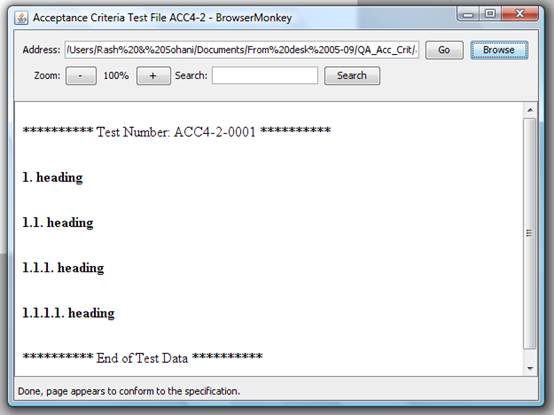 Acceptance Criteria Test File ACC4-2 - BrowserMonkey
Address: /Users/Rash%20&%20Sohani/Documents/From%20desk%2005-09/QA_Acc_Crit/ Go Browse
Zoom: - 100% + Search: Search
********** Test Number: ACC4-2-0001 **********
1. heading
1.1. heading
1.1.1. heading
1.1.1.1. heading
********** End of Test Data **********
Done, page appears to conform to the specification.